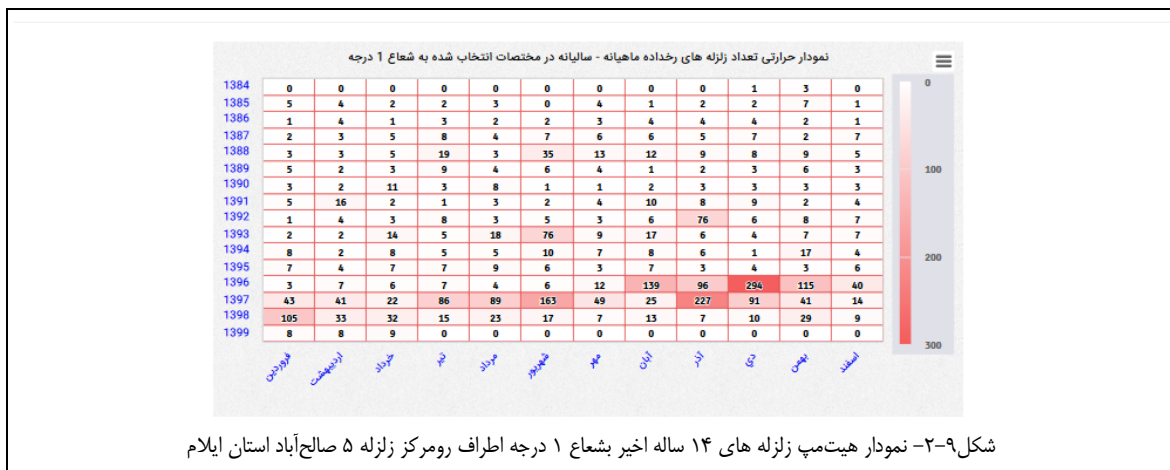 نمودار حرارتی تعداد زلزله های رخداده ماهیانه - سالیانه در مختصات انتخاب شده به شعاع 1 درجه
1384 0 0 0 0 0 0 0 0 0 1 3 0
1385 5 4 2 2 3 0 4 1 2 2 7 1
1386 1 4 1 3 2 2 3 4 4 4 2 1
1387 2 3 5 8 4 7 6 6 5 7 2 7
1388 3 3 5 19 3 35 13 12 9 8 9 5
1389 5 2 3 9 4 6 4 1 2 3 6 3
1390 3 2 11 3 8 1 1 2 3 3 3 3
1391 5 16 2 1 3 2 4 10 8 9 2 4
1392 1 4 3 8 3 5 3 6 76 6 8 7
1393 2 2 14 5 18 76 9 17 6 4 7 7
1394 8 2 8 5 5 10 7 8 6 1 17 4
1395 7 4 7 7 9 6 3 7 3 4 3 6
1396 3 7 6 7 4 6 12 139 96 294 115 40
1397 43 41 22 86 89 163 49 25 227 91 41 14
1398 105 33 32 15 23 17 7 13 7 10 29 9
1399 8 8 9 0 0 0 0 0 0 0 0 0
فروردین اردیبهشت خرداد تیر مرداد شهریور مهر آبان آذر دي بهمن اسفند
0
100
200
300
شکل۹-۲- نمودار هیت‌مپ زلزله های ۱۴ ساله اخیر بشعاع ۱ درجه اطراف رومرکز زلزله ۵ صالح‌آباد استان ایلام